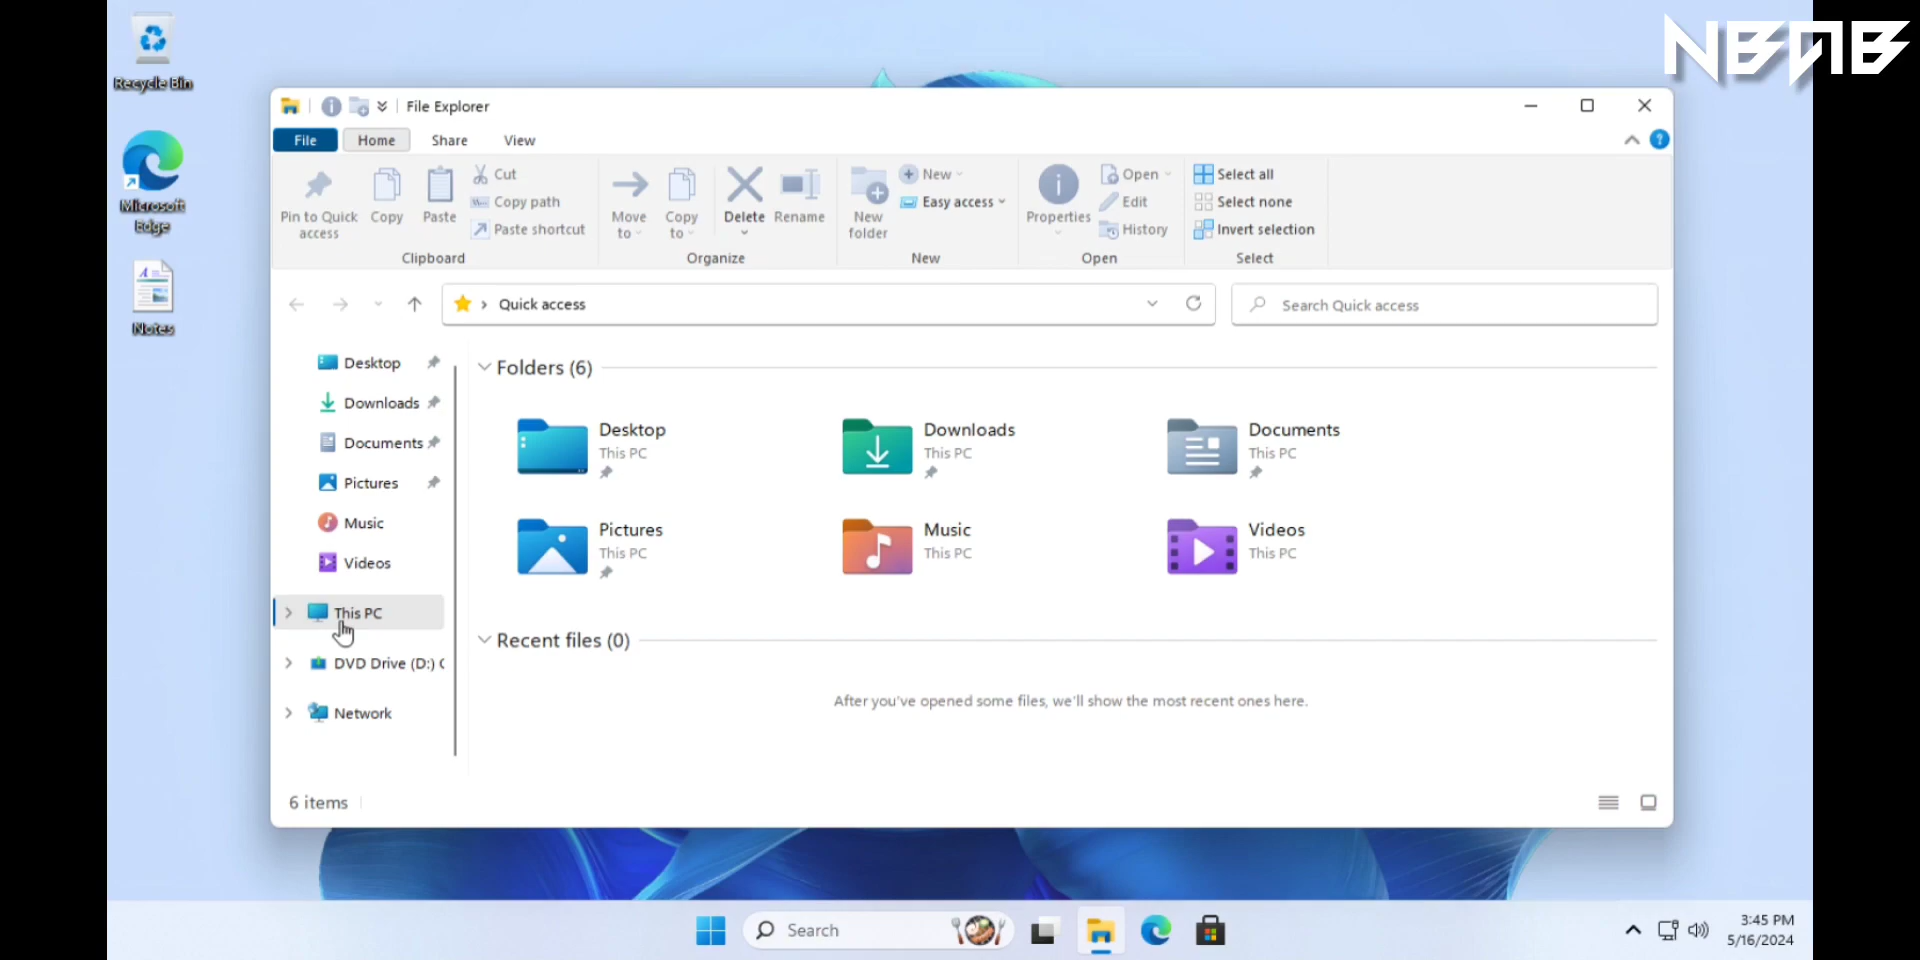 Recycle Bin
Microsoft
Edge
Notes
NBAB
File Explorer
File
Home
Share
View
Pin to Quick
access
Copy
Paste
Cut
Copy path
Paste shortcut
Clipboard
Move
to
Copy
to
Delete
Rename
Organize
New
folder
New
Easy access
New
Properties
Open
Edit
History
Open
Select all
Select none
Invert selection
Select
Quick access
Search Quick access
Desktop
Downloads
Documents
Pictures
Music
Videos
This PC
DVD Drive (D:) C
Network
Folders (6)
Desktop
This PC
Downloads
This PC
Documents
This PC
Pictures
This PC
Music
This PC
Videos
This PC
Recent files (0)
After you've opened some files, we'll show the most recent ones here.
6 items
Search
3:45 PM
5/16/2024